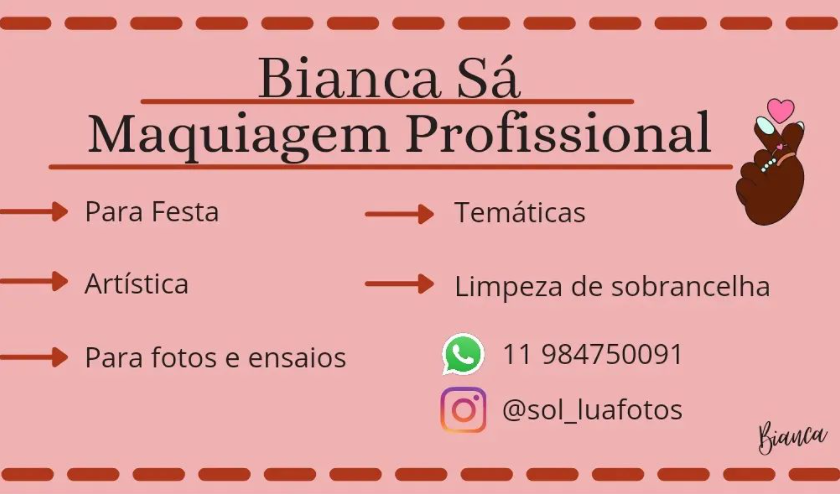 Bianca Sá
Maquiagem Profissional
Para Festa
Artística
Para fotos e ensaios
Temáticas
Limpeza de sobrancelha
11 984750091
@sol_luafotos
Bianca